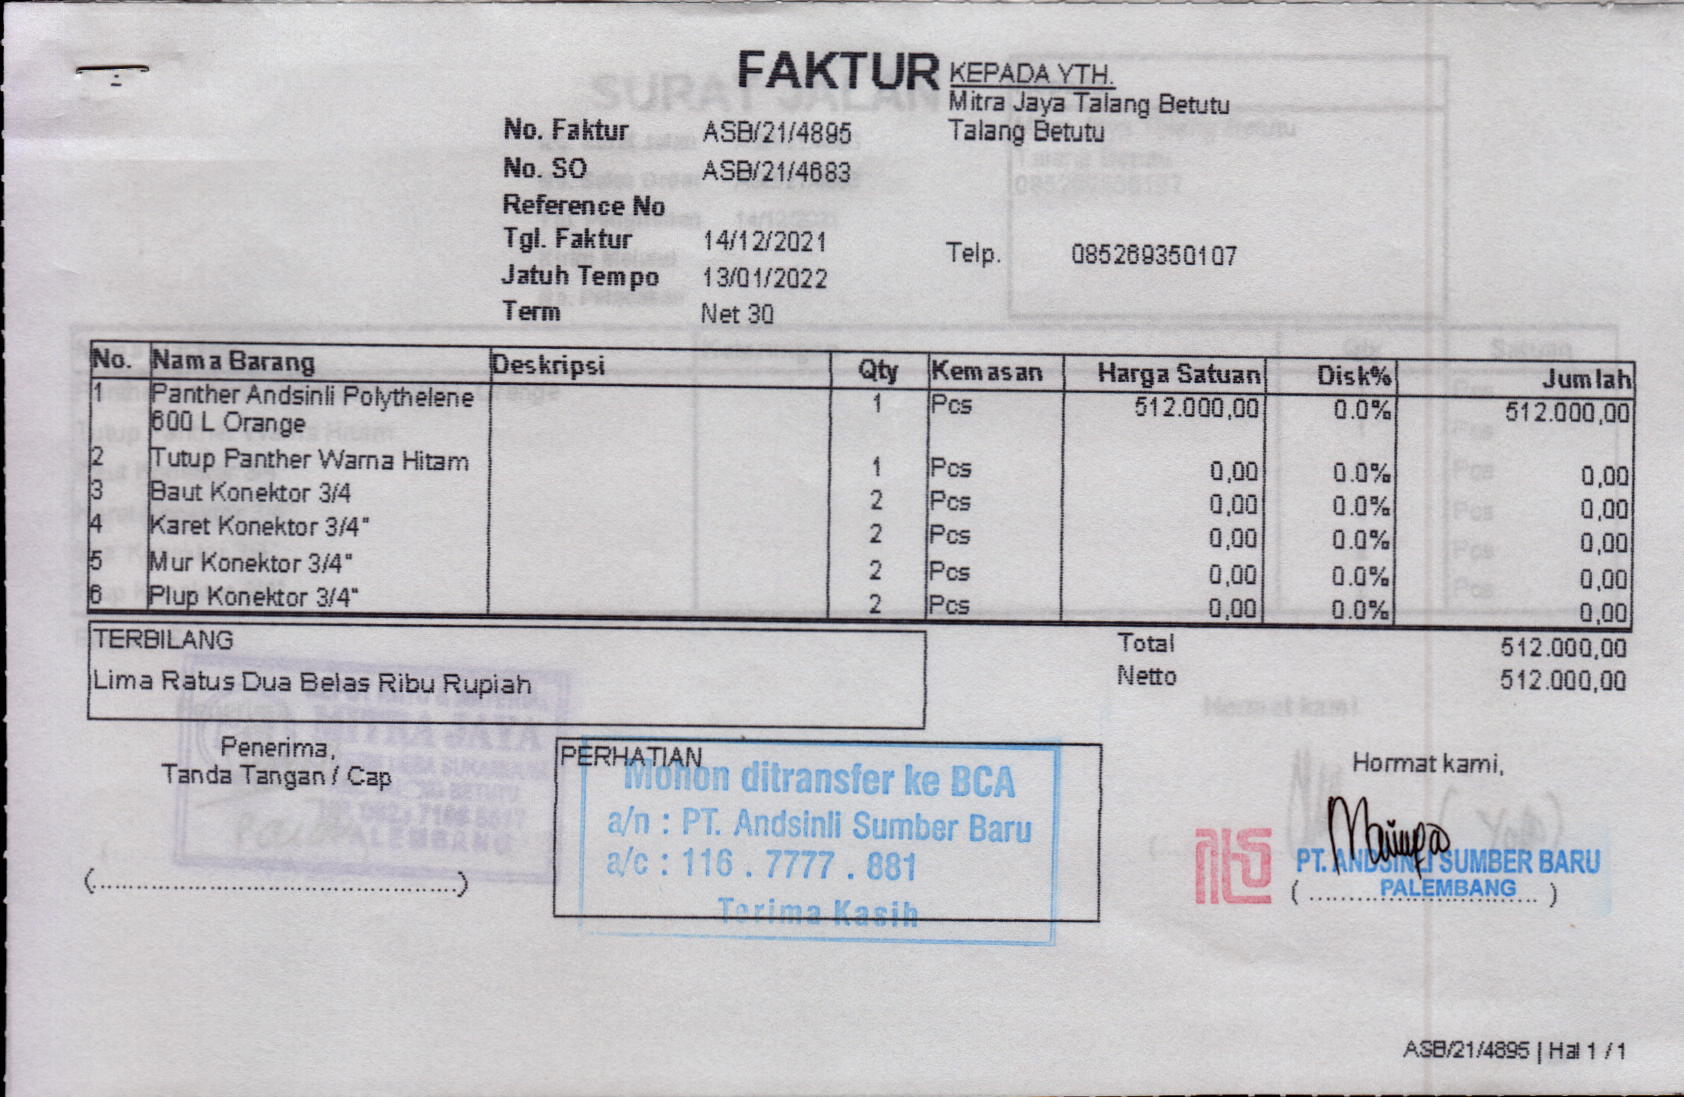 FAKTUR
KEPADA YTH.
Mitra Jaya Talang Betutu
Talang Betutu
No. Faktur ASB/21/4895
No. SO ASB/21/4683
Reference No
Tgl. Faktur 14/12/2021
Jatuh Tempo 13/01/2022
Term Net 30
Telp. 085269350107
No. Nama Barang Deskripsi Qty Kemasan Harga Satuan Disk% Jumlah
1 Panther Andsinli Polythelene 1 Pcs 512.000,00 0.0% 512.000,00
600 L Orange
2 Tutup Panther Warna Hitam 1 Pcs 0,00 0.0% 0,00
3 Baut Konektor 3/4 2 Pcs 0,00 0.0% 0,00
4 Karet Konektor 3/4" 2 Pcs 0,00 0.0% 0,00
5 Mur Konektor 3/4" 2 Pcs 0,00 0.0% 0,00
6 Plup Konektor 3/4" 2 Pcs 0,00 0.0% 0,00
TERBILANG
Lima Ratus Dua Belas Ribu Rupiah
Total 512.000,00
Netto 512.000,00
Penerima,
Tanda Tangan / Cap
PERHATIAN
Mohon ditransfer ke BCA
a/n : PT. Andsinli Sumber Baru
a/c : 116 . 7777 . 881
Terima Kasih
MITRA JAYA
PALEMBANG
Hormat kami,
PT. ANDSINLI SUMBER BARU
PALEMBANG
ASB/21/4895 | Hal 1 / 1
SURAT JALAN